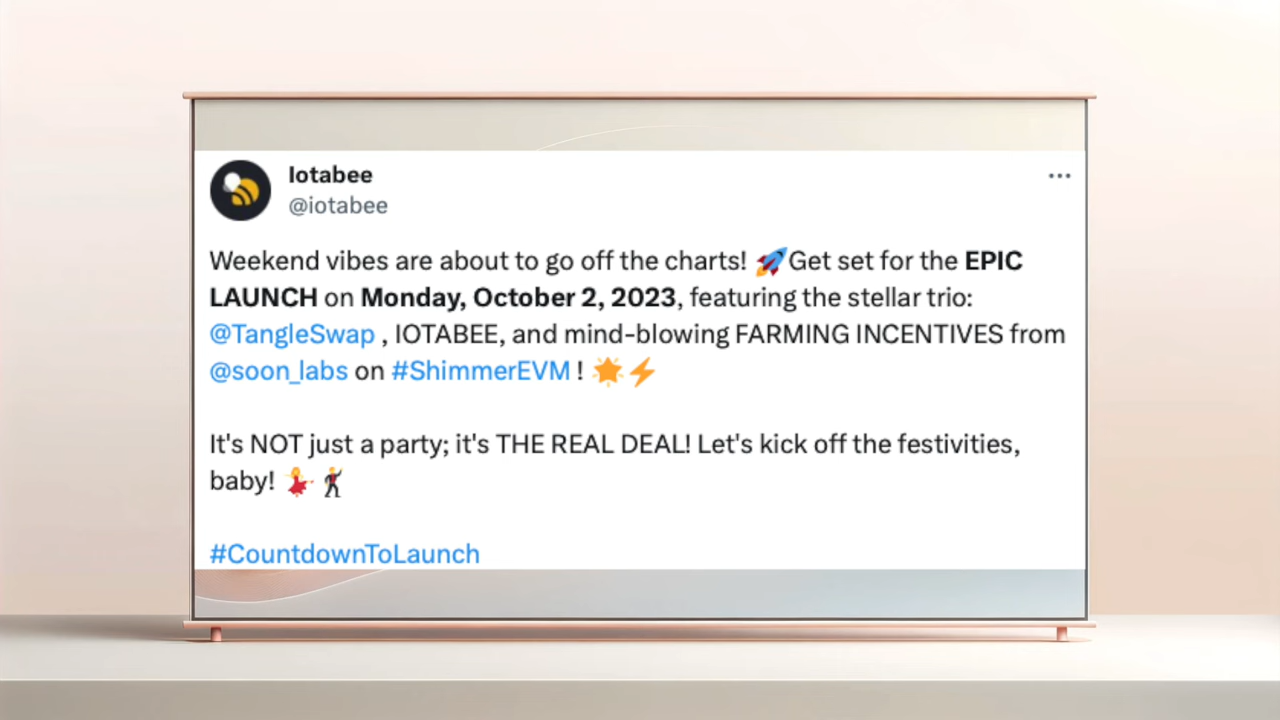 Iotabee
@iotabee
Weekend vibes are about to go off the charts! 🚀Get set for the EPIC
LAUNCH on Monday, October 2, 2023, featuring the stellar trio:
@TangleSwap , IOTABEE, and mind-blowing FARMING INCENTIVES from
@soon_labs on #ShimmerEVM ! 🌟⚡
It's NOT just a party; it's THE REAL DEAL! Let's kick off the festivities,
baby! 💃🕺
#CountdownToLaunch